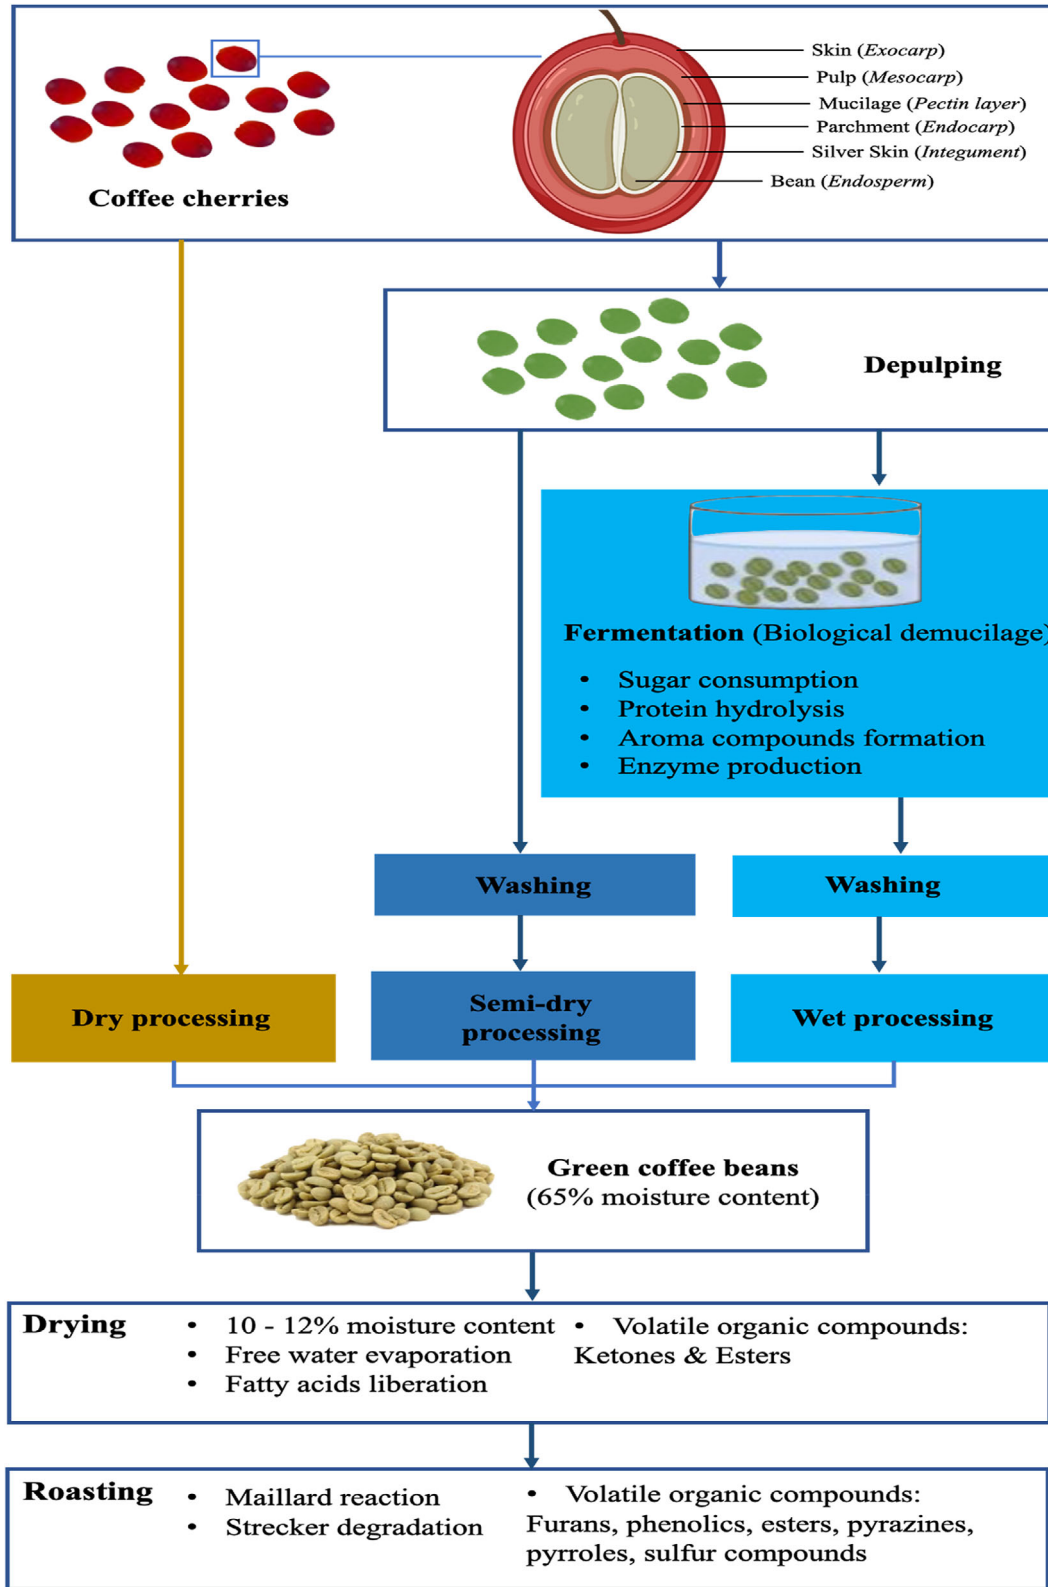 Skin (Exocarp)
Pulp (Mesocarp)
Mucilage (Pectin layer)
Parchment (Endocarp)
Silver Skin (Integument)
Bean (Endosperm)
Coffee cherries
Depulping
Fermentation (Biological demucilage)
• Sugar consumption
• Protein hydrolysis
• Aroma compounds formation
• Enzyme production
Washing
Washing
Dry processing
Semi-dry
processing
Wet processing
Green coffee beans
(65% moisture content)
Drying
• 10 - 12% moisture content
• Free water evaporation
• Fatty acids liberation
• Volatile organic compounds:
Ketones & Esters
Roasting
• Maillard reaction
• Strecker degradation
• Volatile organic compounds:
Furans, phenolics, esters, pyrazines,
pyrroles, sulfur compounds